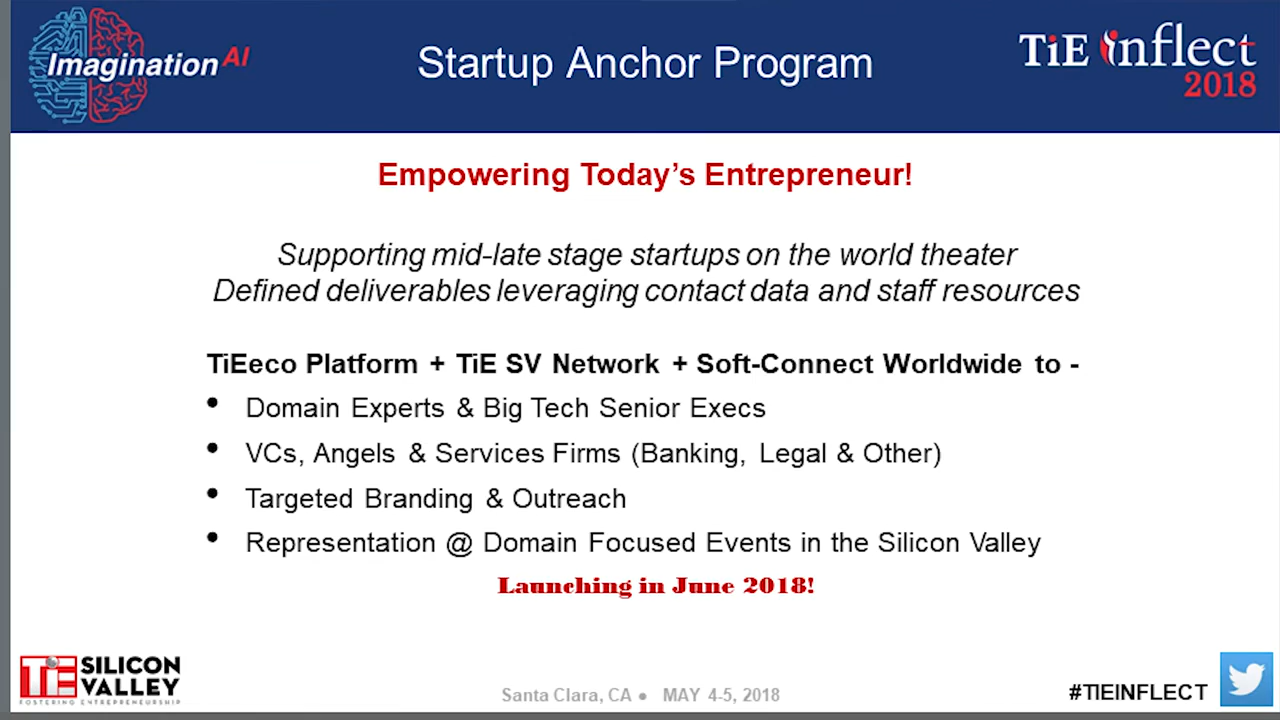 Imagination AI
Startup Anchor Program
TiE inflect
2018
Empowering Today's Entrepreneur!
Supporting mid-late stage startups on the world theater
Defined deliverables leveraging contact data and staff resources
TiEeco Platform + TiE SV Network + Soft-Connect Worldwide to -
• Domain Experts & Big Tech Senior Execs
• VCs, Angels & Services Firms (Banking, Legal & Other)
• Targeted Branding & Outreach
• Representation @ Domain Focused Events in the Silicon Valley
Launching in June 2018!
TiE SILICON
VALLEY
FOSTERING ENTREPRENEURSHIP
Santa Clara, CA ● MAY 4-5, 2018
#TIEINFLECT